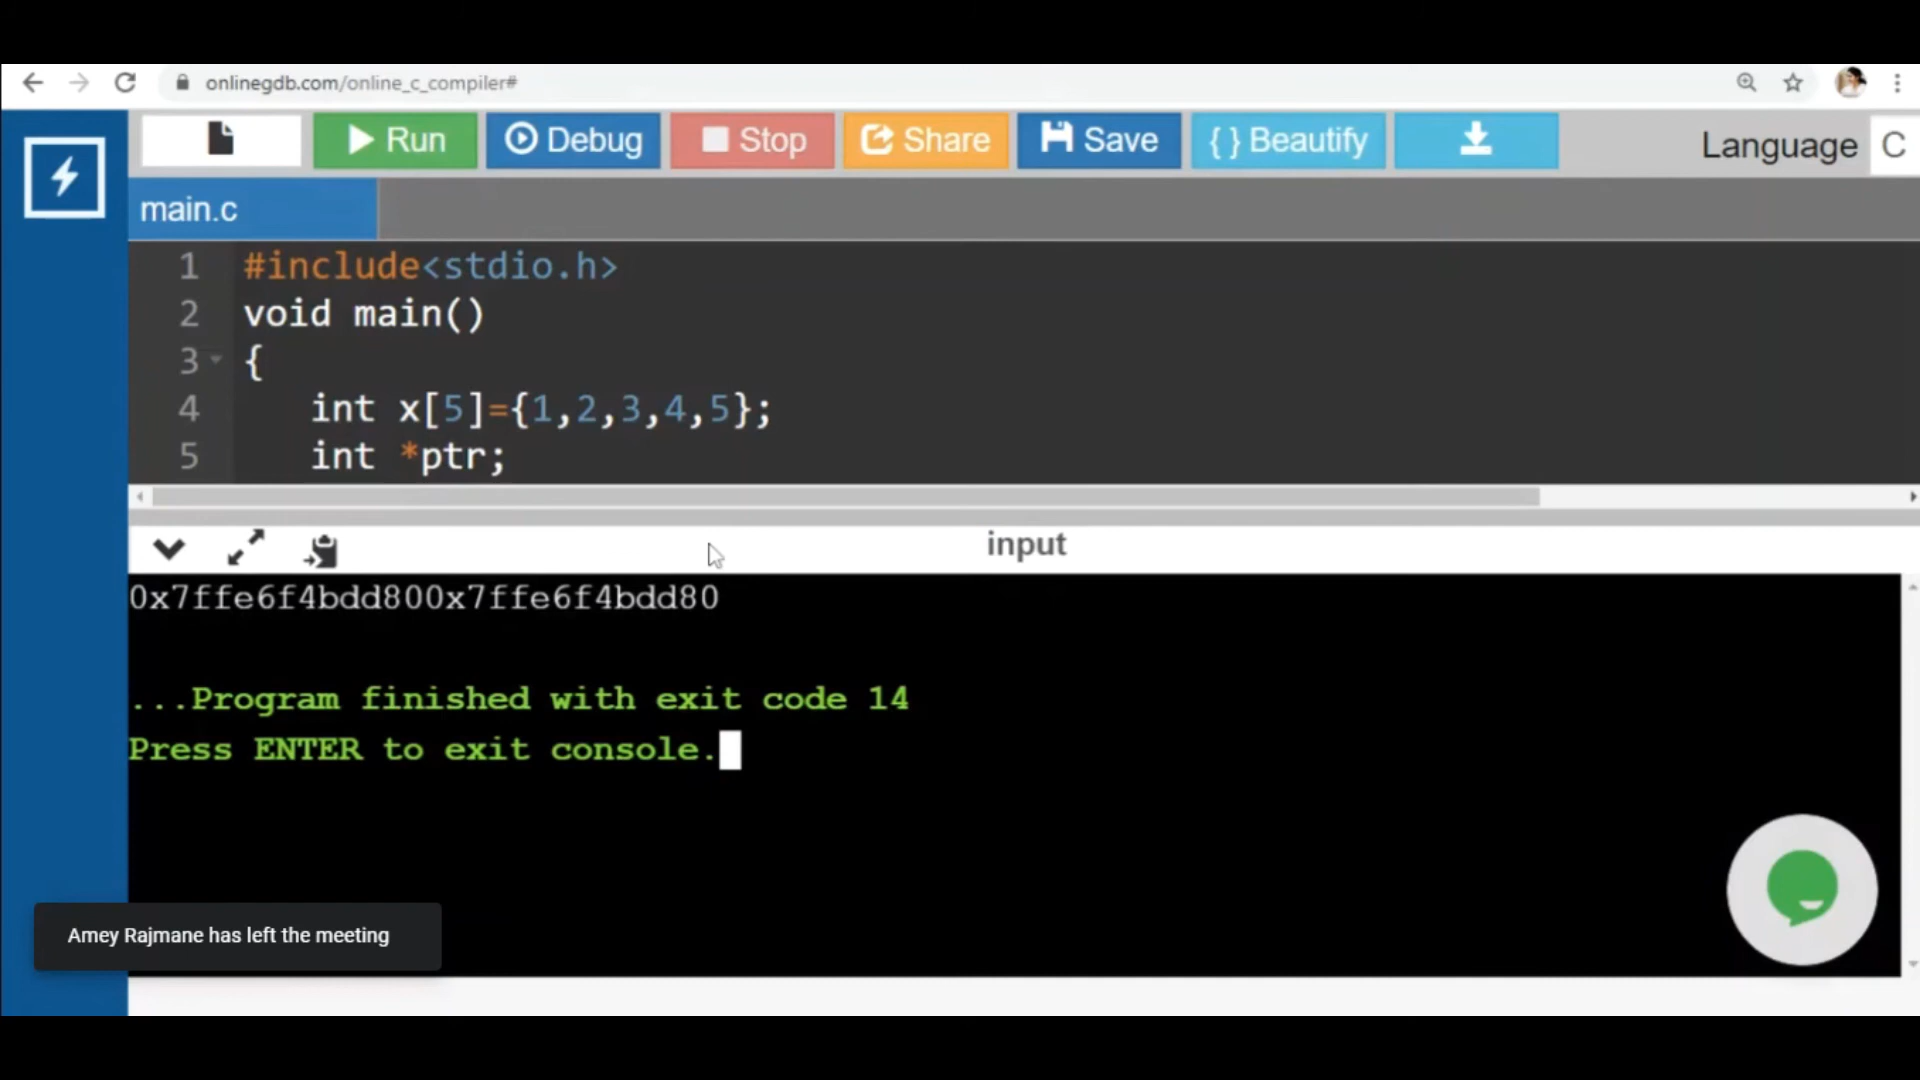 onlinegdb.com/online_c_compiler#
Run Debug Stop Share Save { } Beautify Language C
main.c
1 #include<stdio.h>
2 void main()
3 {
4 int x[5]={1,2,3,4,5};
5 int *ptr;
input
0x7ffe6f4bdd800x7ffe6f4bdd80
...Program finished with exit code 14
Press ENTER to exit console.
Amey Rajmane has left the meeting